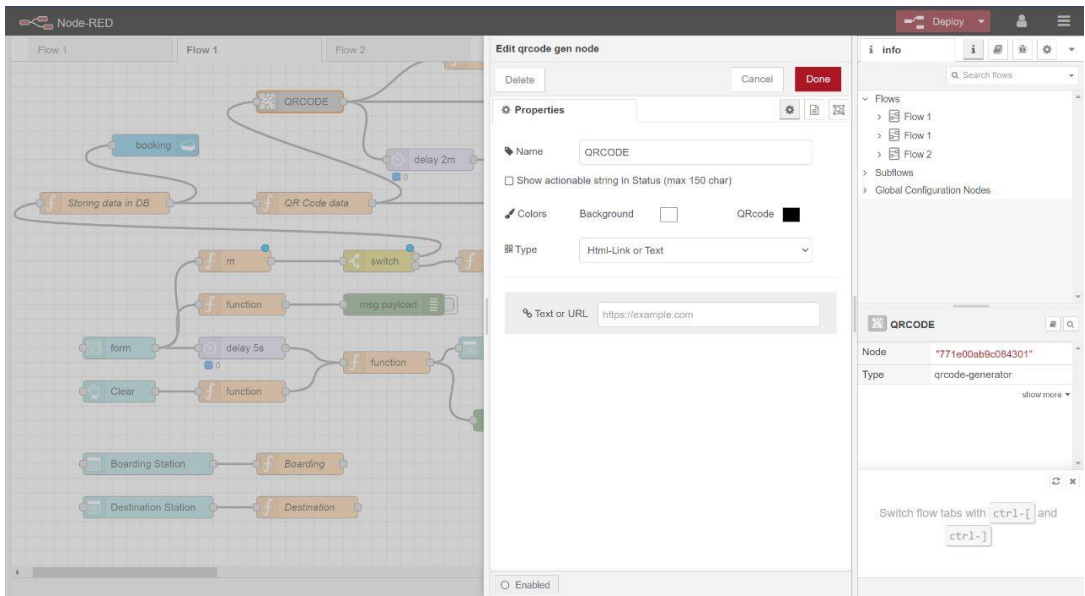 Node-RED
Deploy
Flow 1
Flow 1
Flow 2
QRCODE
booking
delay 2m
0
Storing data in DB
QR Code data
m
switch
function
msg.payload
form
delay 5s
0
function
Clear
function
Boarding Station
Boarding
Destination Station
Destination
Edit qrcode gen node
Delete
Cancel
Done
Properties
Name
QRCODE
Show actionable string in Status (max 150 char)
Colors
Background
QRcode
Type
Html-Link or Text
Text or URL
https://example.com
Enabled
i info
i
Search flows
Flows
Flow 1
Flow 1
Flow 2
Subflows
Global Configuration Nodes
QRCODE
Node
"771e00ab9c084301"
Type
qrcode-generator
show more
Switch flow tabs with ctrl-[ and
ctrl-]